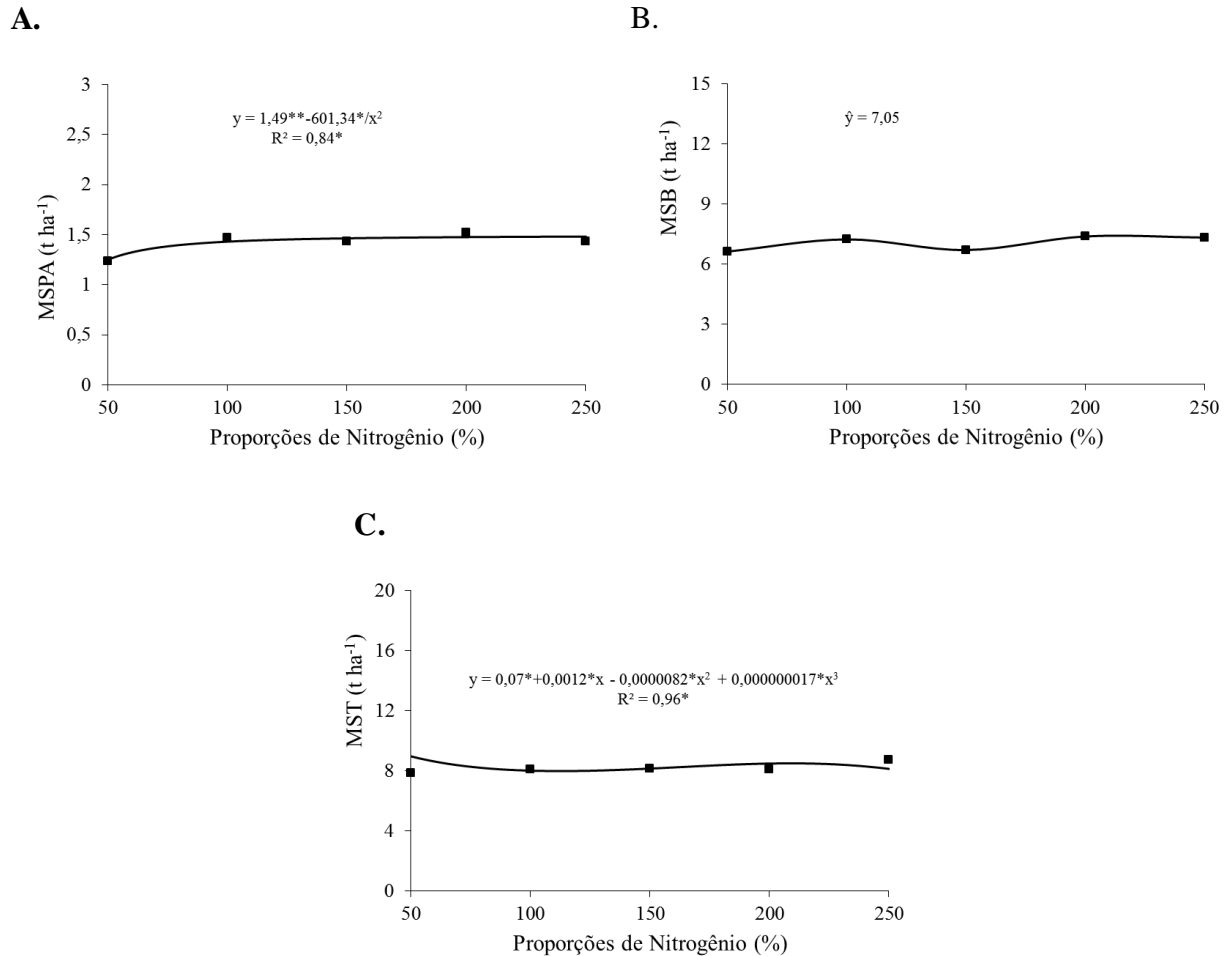 A.
3
2,5
2
1,5
1
0,5
0
MSPA (t ha⁻¹)
y = 1,49**-601,34*/x²
R² = 0,84*
50 100 150 200 250
Proporções de Nitrogênio (%)
B.
15
12
9
6
3
0
MSB (t ha⁻¹)
ŷ = 7,05
50 100 150 200 250
Proporções de Nitrogênio (%)
C.
20
16
12
8
4
0
MST (t ha⁻¹)
y = 0,07*+0,0012*x - 0,0000082*x² + 0,000000017*x³
R² = 0,96*
50 100 150 200 250
Proporções de Nitrogênio (%)